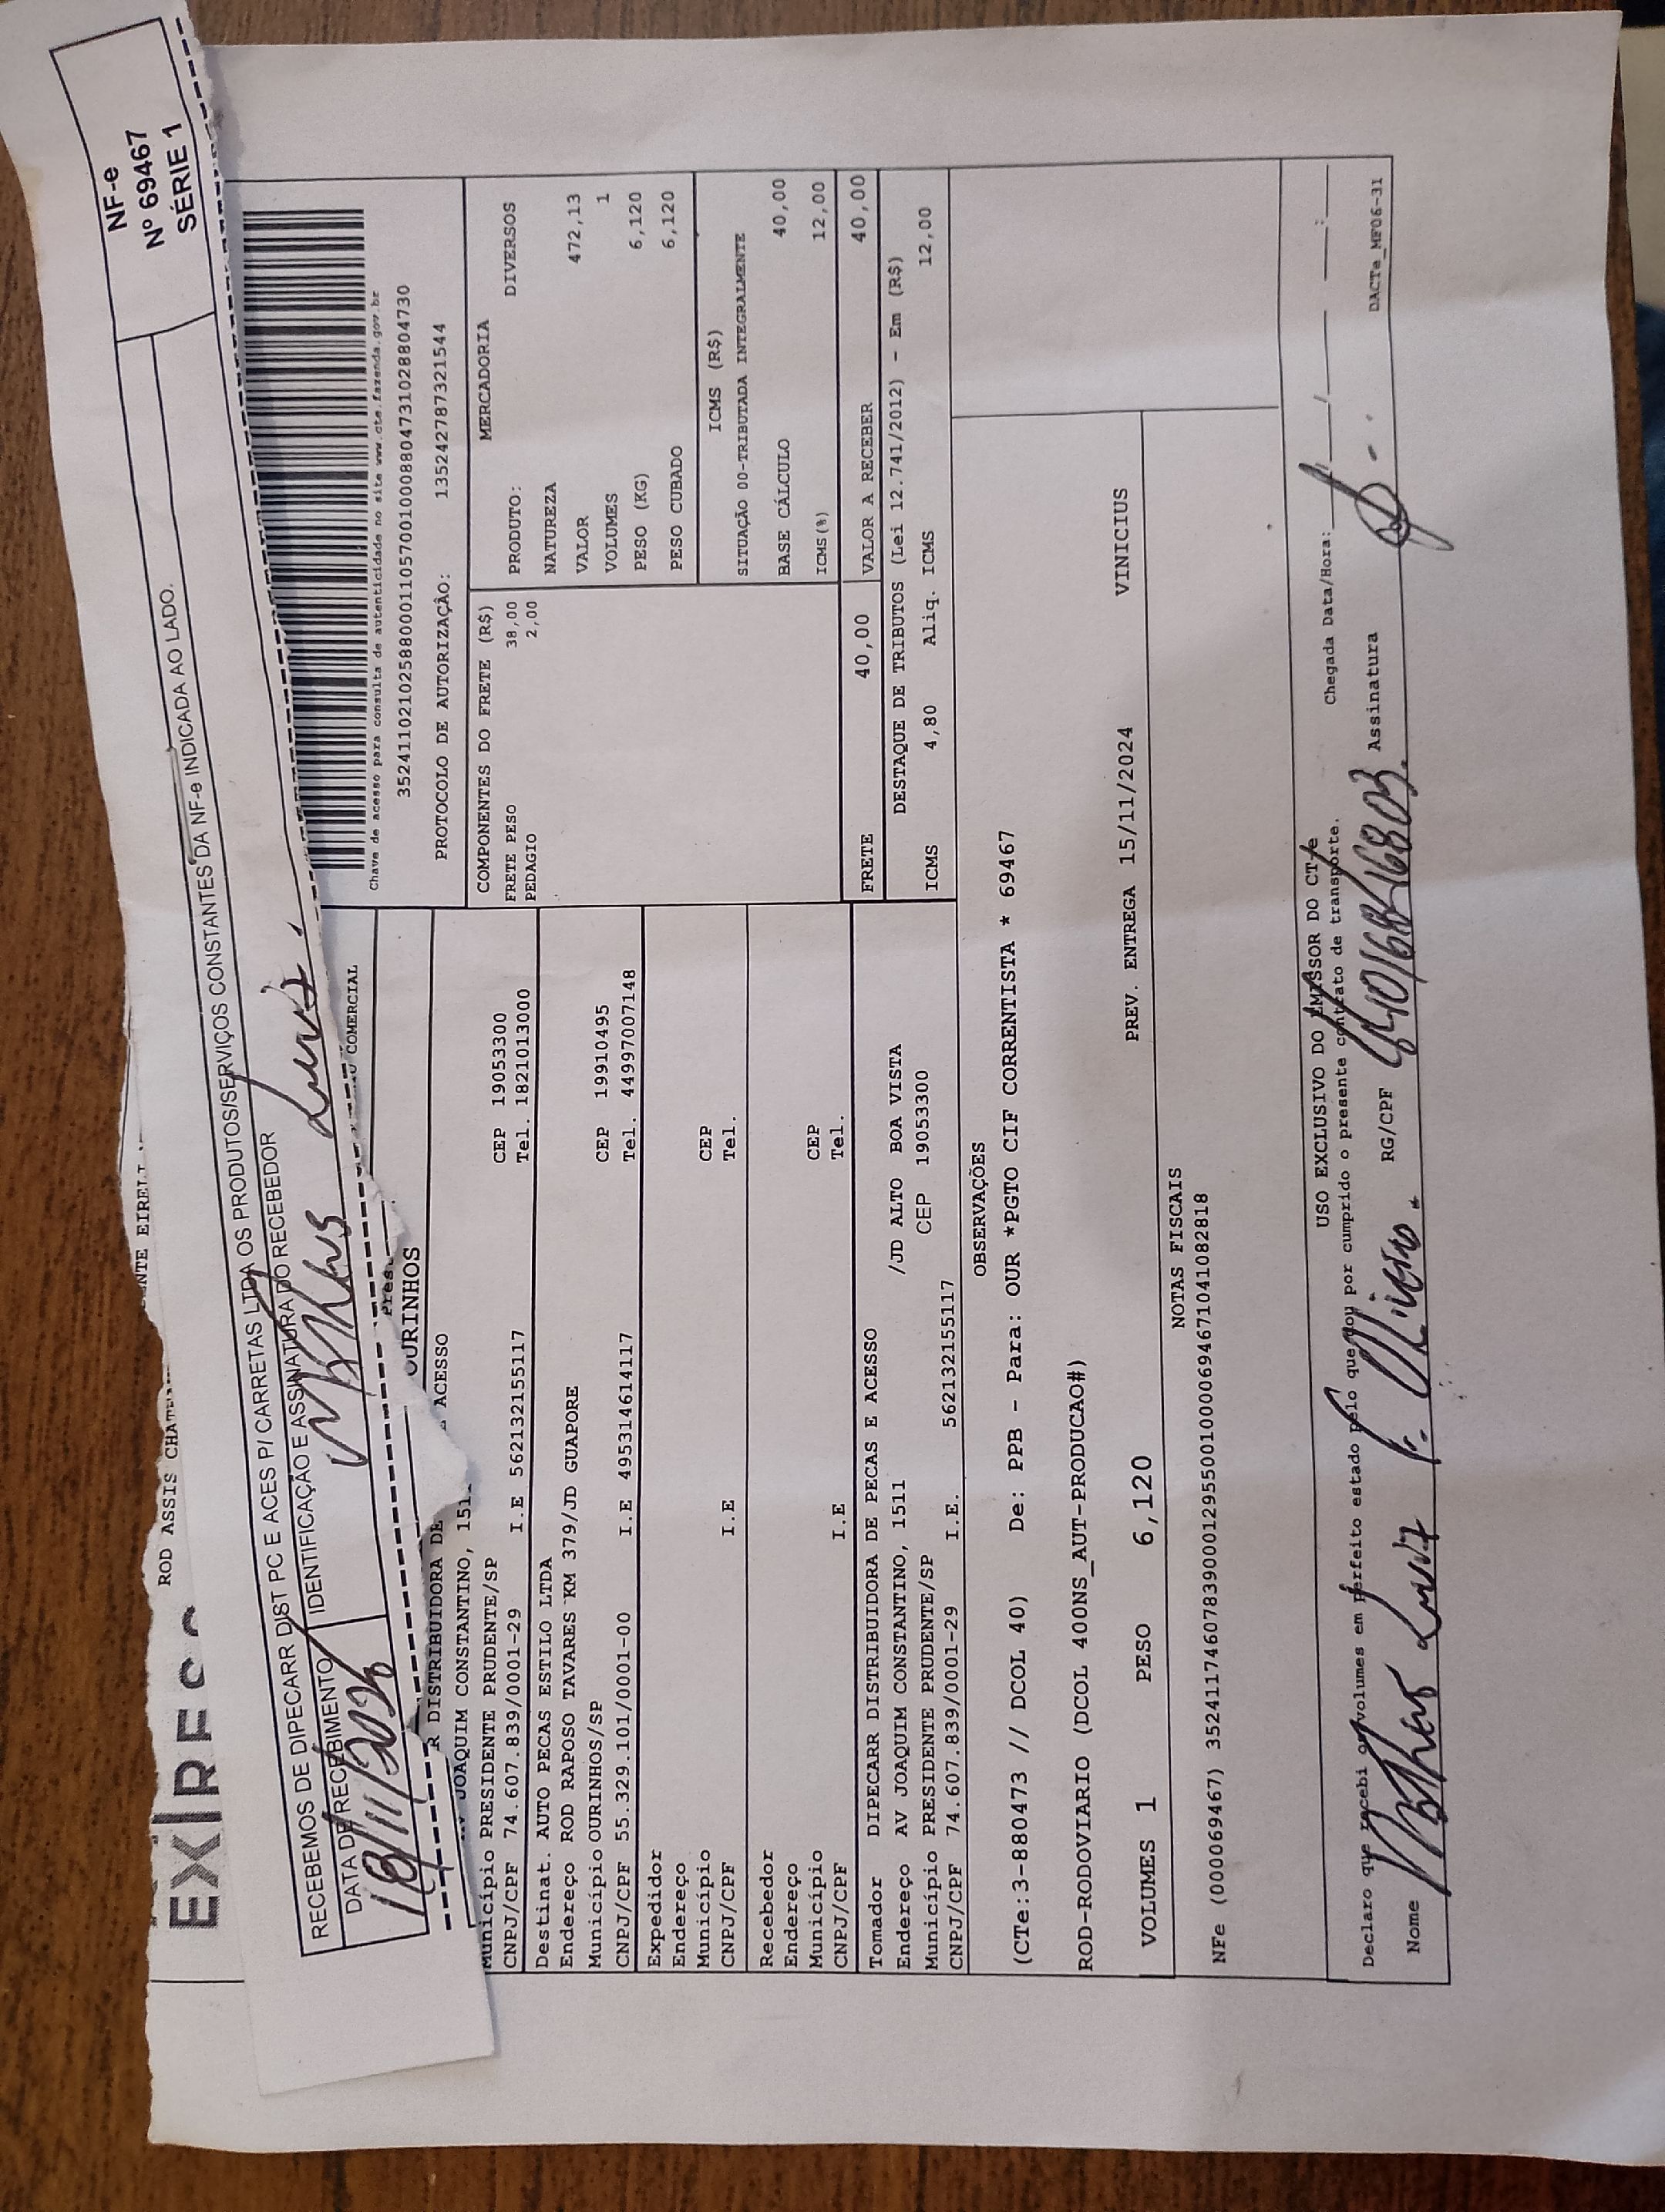 NF-e
Nº 69467
SÉRIE 1
RECEBEMOS DE DIPECARR DIST PC E ACES P/ CARRETAS LTDA OS PRODUTOS/SERVIÇOS CONSTANTES DA NF-e INDICADA AO LADO.
DATA DE RECEBIMENTO
IDENTIFICAÇÃO E ASSINATURA DO RECEBEDOR
18/11/2024
ROD ASSIS
Chave de acesso para consulta de autenticidade no site www.cte.fazenda.gov.br
35241102102588000110570010008804731028804730
PROTOCOLO DE AUTORIZAÇÃO: 135242787321544
COMERCIAL
OURINHOS
R DISTRIBUIDORA DE ACESSO
JOAQUIM CONSTANTINO, 1511
Município PRESIDENTE PRUDENTE/SP CEP 19053300
CNPJ/CPF 74.607.839/0001-29 I.E 562132155117 Tel. 1821013000
Destinat. AUTO PECAS ESTILO LTDA
Endereço ROD RAPOSO TAVARES KM 379/JD GUAPORE
Município OURINHOS/SP CEP 19910495
CNPJ/CPF 55.329.101/0001-00 I.E 495314614117 Tel. 44997007148
Expedidor
Endereço
Município CEP
CNPJ/CPF I.E Tel.
Recebedor
Endereço
Município CEP
CNPJ/CPF I.E Tel.
Tomador DIPECARR DISTRIBUIDORA DE PECAS E ACESSO
Endereço AV JOAQUIM CONSTANTINO, 1511 /JD ALTO BOA VISTA
Município PRESIDENTE PRUDENTE/SP CEP 19053300
CNPJ/CPF 74.607.839/0001-29 I.E. 562132155117
COMPONENTES DO FRETE (R$)
FRETE PESO 38,00
PEDAGIO 2,00
MERCADORIA
PRODUTO: DIVERSOS
NATUREZA
VALOR 472,13
VOLUMES 1
PESO (KG) 6,120
PESO CUBADO 6,120
ICMS (R$)
SITUAÇÃO 00-TRIBUTADA INTEGRALMENTE
BASE CÁLCULO 40,00
ICMS(%) 12,00
FRETE 40,00 VALOR A RECEBER 40,00
DESTAQUE DE TRIBUTOS (Lei 12.741/2012) - Em (R$)
ICMS 4,80 Aliq. ICMS 12,00
OBSERVAÇÕES
(CTe:3-880473 // DCOL 40) De: PPB - Para: OUR *PGTO CIF CORRENTISTA * 69467
ROD-RODOVIARIO (DCOL 400NS_AUT-PRODUCAO#)
VOLUMES 1 PESO 6,120 PREV. ENTREGA 15/11/2024 VINICIUS
NOTAS FISCAIS
NFe (000069467) 35241174607839000129550010000694671041082818
USO EXCLUSIVO DO EMISSOR DO CT-e
Declaro que recebi os volumes em perfeito estado pelo que dou por cumprido o presente contrato de transporte.
Chegada Data/Hora: / / :
Nome RG/CPF Assinatura
DACTe_MF06-31